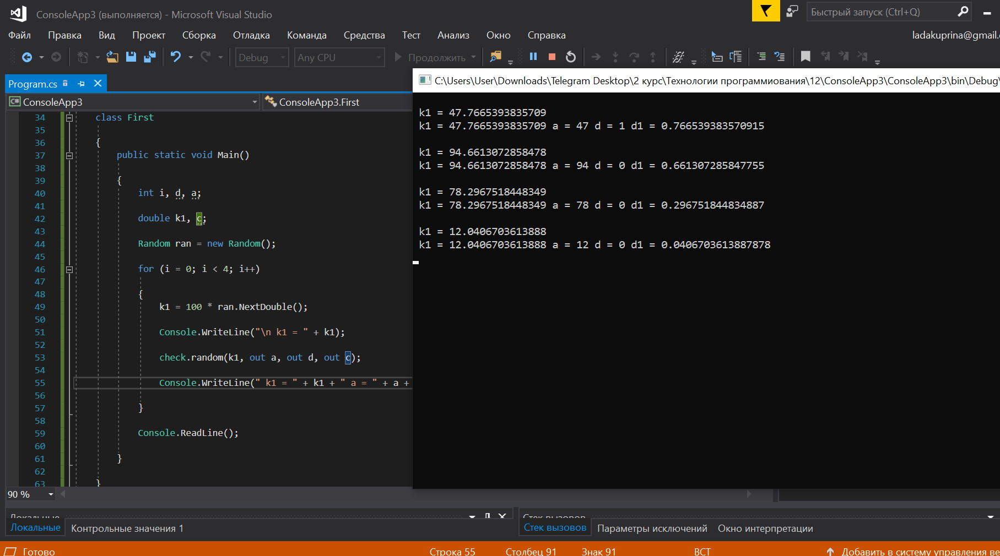 ConsoleApp3 (выполняется) - Microsoft Visual Studio
Быстрый запуск (Ctrl+Q)
Файл Правка Вид Проект Сборка Отладка Команда Средства Тест Анализ Окно Справка
ladakuprina@gmail.
Debug Any CPU Продолжить
Program.cs
ConsoleApp3 ConsoleApp3.First
C#
34 class First
35
36 {
37 public static void Main()
38
39 {
40 int i, d, a;
41
42 double k1, c;
43
44 Random ran = new Random();
45
46 for (i = 0; i < 4; i++)
47
48 {
49 k1 = 100 * ran.NextDouble();
50
51 Console.WriteLine("\n k1 = " + k1);
52
53 check.random(k1, out a, out d, out c);
54
55 Console.WriteLine(" k1 = " + k1 + " a = " + a +
56
57 }
58
59 Console.ReadLine();
60
61 }
62
63 }
C:\Users\User\Downloads\Telegram Desktop\2 курс\Технологии программиования\12\ConsoleApp3\ConsoleApp3\bin\Debug\
k1 = 47.7665393835709
k1 = 47.7665393835709 a = 47 d = 1 d1 = 0.766539383570915
k1 = 94.6613072858478
k1 = 94.6613072858478 a = 94 d = 0 d1 = 0.661307285847755
k1 = 78.2967518448349
k1 = 78.2967518448349 a = 78 d = 0 d1 = 0.296751844834887
k1 = 12.0406703613888
k1 = 12.0406703613888 a = 12 d = 0 d1 = 0.0406703613887878
90 %
Локальные
Стек вызовов
Локальные Контрольные значения 1
Стек вызовов Параметры исключений Окно интерпретации
Готово Строка 55 Столбец 91 Знак 91 ВСТ Добавить в систему управления ве